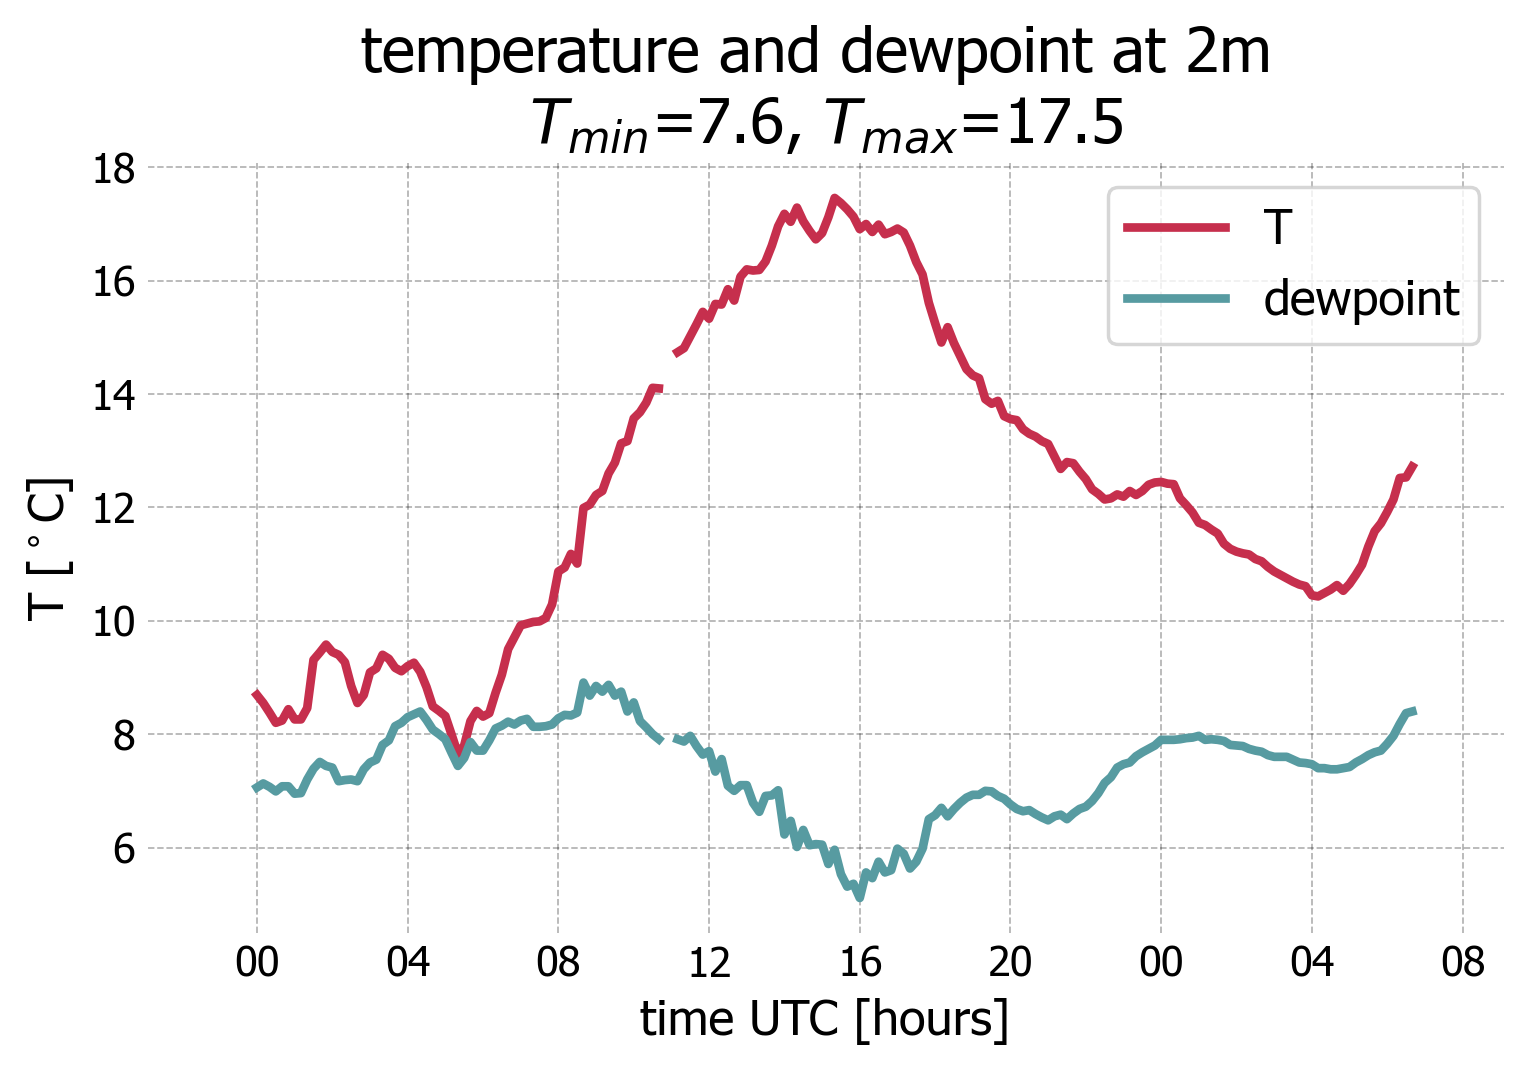 temperature and dewpoint at 2m
T_min=7.6, T_max=17.5
T
dewpoint
T [°C]
18
16
14
12
10
8
6
00 04 08 12 16 20 00 04 08
time UTC [hours]